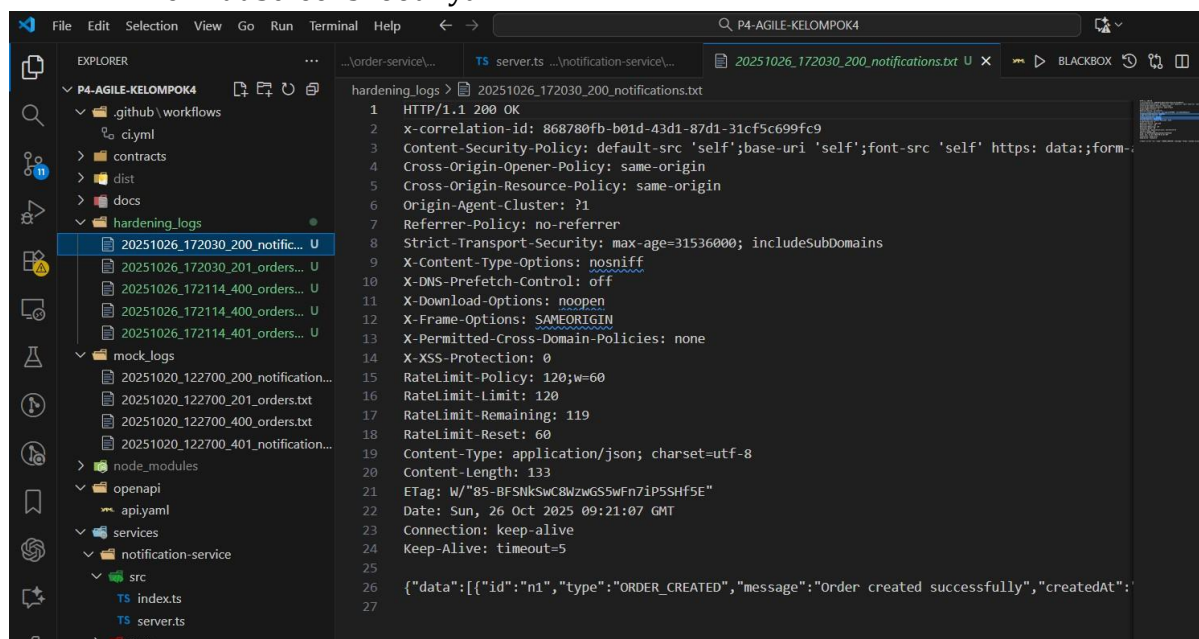 File Edit Selection View Go Run Terminal Help
P4-AGILE-KELOMPOK4
EXPLORER
...\order-service\...
TS server.ts ...\notification-service\...
20251026_172030_200_notifications.txt U
BLACKBOX
P4-AGILE-KELOMPOK4
.github\workflows
ci.yml
contracts
dist
docs
hardening_logs
20251026_172030_200_notific... U
20251026_172030_201_orders... U
20251026_172114_400_orders... U
20251026_172114_400_orders... U
20251026_172114_401_orders... U
mock_logs
20251020_122700_200_notification...
20251020_122700_201_orders.txt
20251020_122700_400_orders.txt
20251020_122700_401_notification...
node_modules
openapi
api.yaml
services
notification-service
src
TS index.ts
TS server.ts
11
hardening_logs > 20251026_172030_200_notifications.txt
1 HTTP/1.1 200 OK
2 x-correlation-id: 868780fb-b01d-43d1-87d1-31cf5c699fc9
3 Content-Security-Policy: default-src 'self';base-uri 'self';font-src 'self' https: data:;form-a
4 Cross-Origin-Opener-Policy: same-origin
5 Cross-Origin-Resource-Policy: same-origin
6 Origin-Agent-Cluster: ?1
7 Referrer-Policy: no-referrer
8 Strict-Transport-Security: max-age=31536000; includeSubDomains
9 X-Content-Type-Options: nosniff
10 X-DNS-Prefetch-Control: off
11 X-Download-Options: noopen
12 X-Frame-Options: SAMEORIGIN
13 X-Permitted-Cross-Domain-Policies: none
14 X-XSS-Protection: 0
15 RateLimit-Policy: 120;w=60
16 RateLimit-Limit: 120
17 RateLimit-Remaining: 119
18 RateLimit-Reset: 60
19 Content-Type: application/json; charset=utf-8
20 Content-Length: 133
21 ETag: W/"85-BFSNkSwC8WzwGS5wFn7iP5SHf5E"
22 Date: Sun, 26 Oct 2025 09:21:07 GMT
23 Connection: keep-alive
24 Keep-Alive: timeout=5
25
26 {"data":[{"id":"n1","type":"ORDER_CREATED","message":"Order created successfully","createdAt":"
27